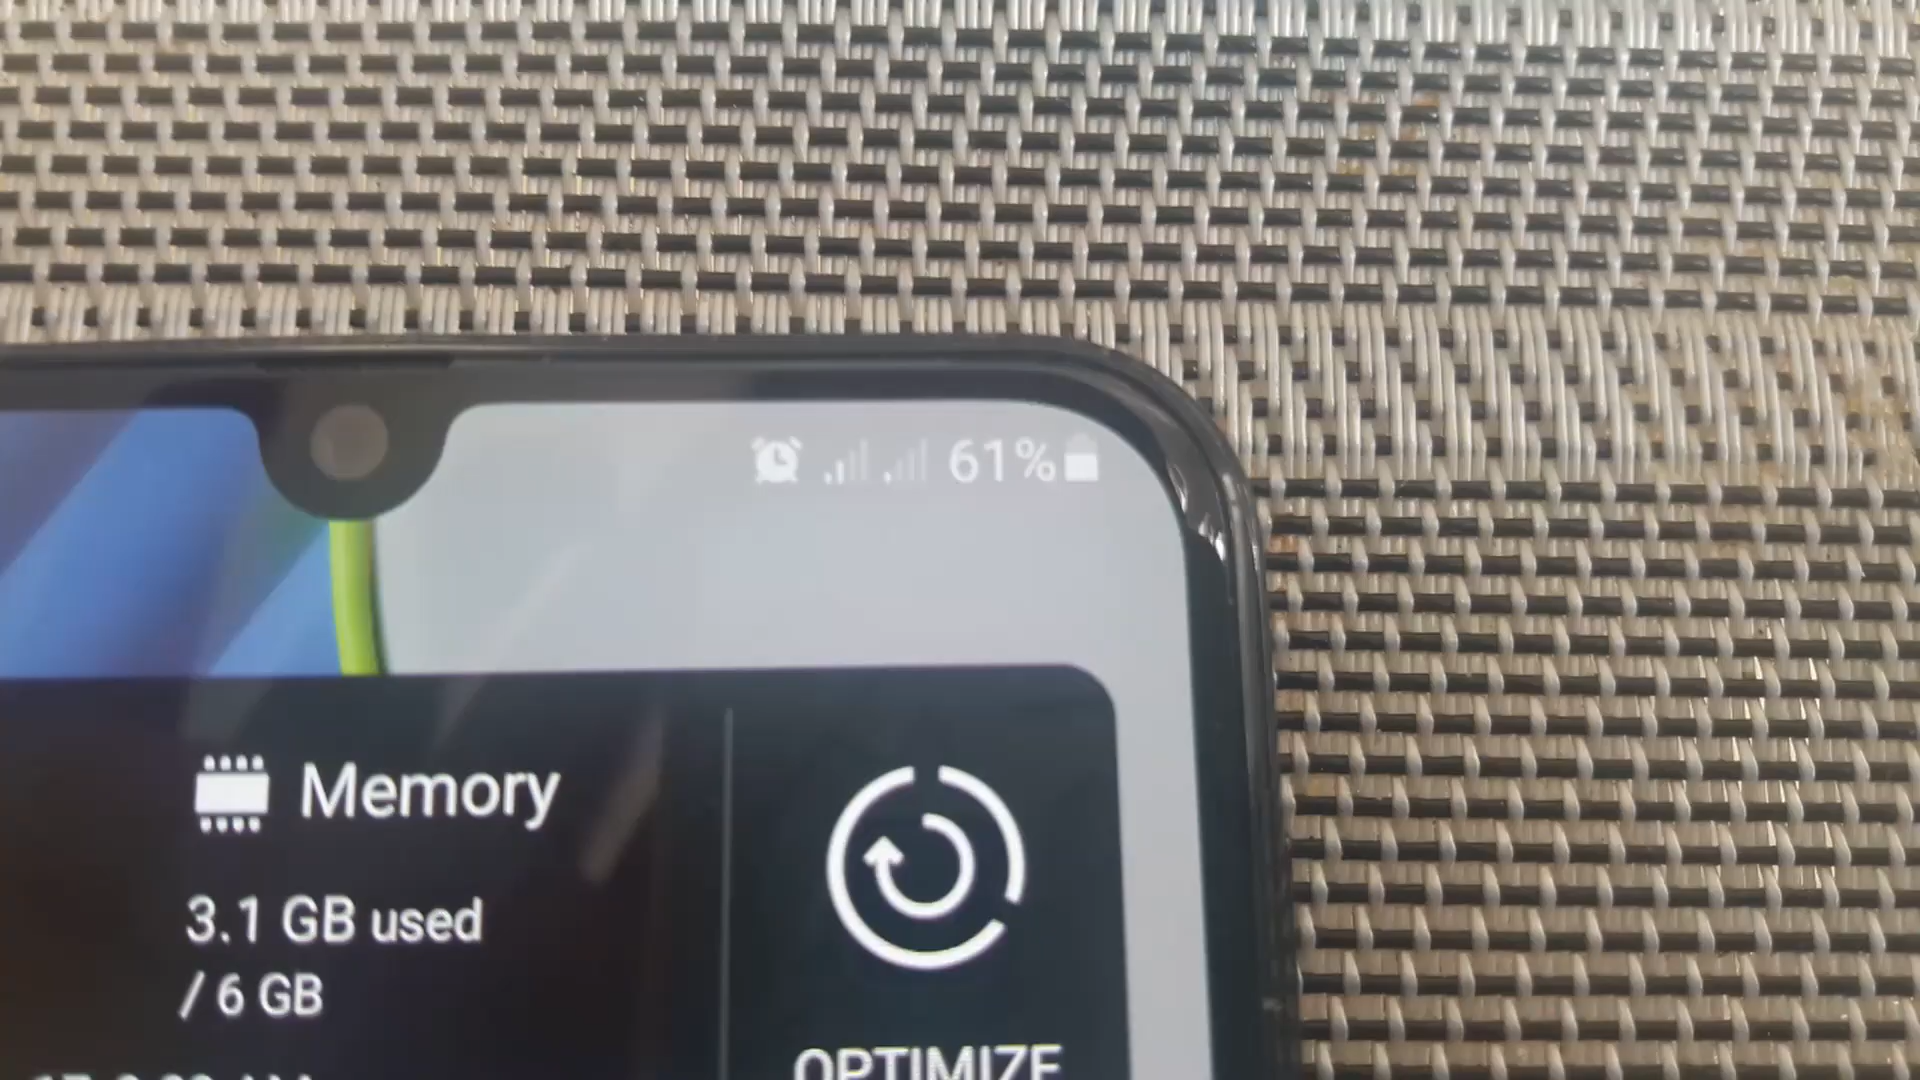 61%
Memory
3.1 GB used
/ 6 GB
OPTIMIZE